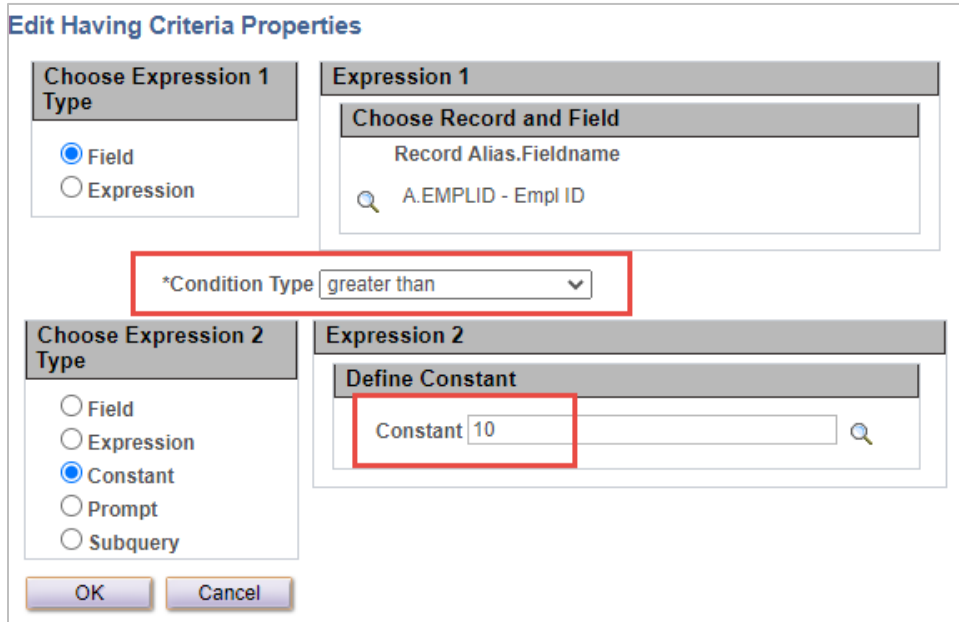 Edit Having Criteria Properties
Choose Expression 1
Type
Field
Expression
Expression 1
Choose Record and Field
Record Alias.Fieldname
A.EMPLID - Empl ID
*Condition Type greater than
Choose Expression 2
Type
Field
Expression
Constant
Prompt
Subquery
Expression 2
Define Constant
Constant 10
OK Cancel